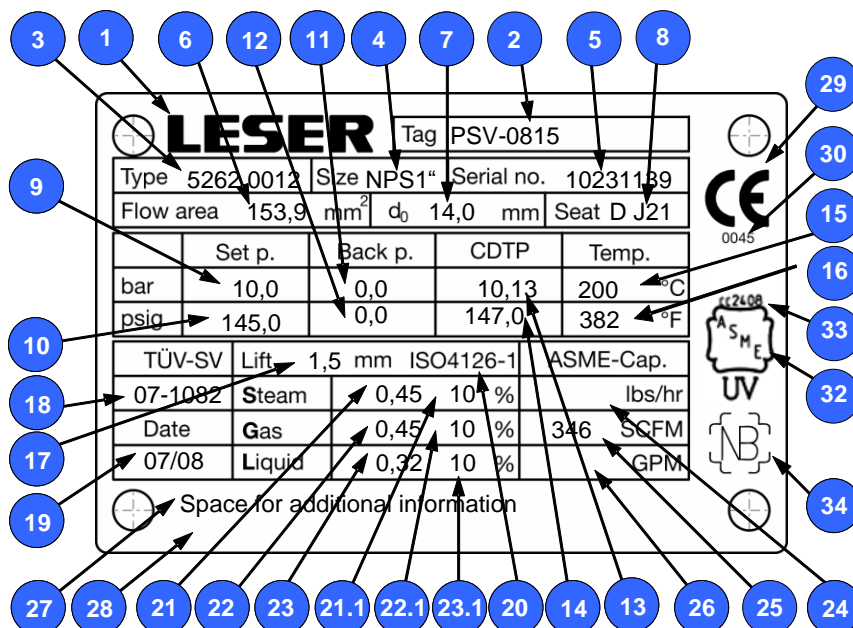 3 1 6 12 11 4 7 2 5 8
29
LESER Tag PSV-0815
30
Type 5262.0012 Size NPS1“ Serial no. 10231139
9
Flow area 153,9 mm² d₀ 14,0 mm Seat D J21
CE
0045
15
Set p. Back p. CDTP Temp.
16
bar 10,0 0,0 10,13 200 °C
cc2408
10 psig 145,0 0,0 147,0 382 °F
33
ASME
TÜV-SV Lift 1,5 mm ISO4126-1 ASME-Cap.
32
UV
18 07-1082 Steam 0,45 10 % lbs/hr
17 Date Gas 0,45 10 % 346 SCFM
NB
07/08 Liquid 0,32 10 % GPM
19 Space for additional information 34
27 28 21 22 23 21.1 22.1 23.1 20 14 13 26 25 24